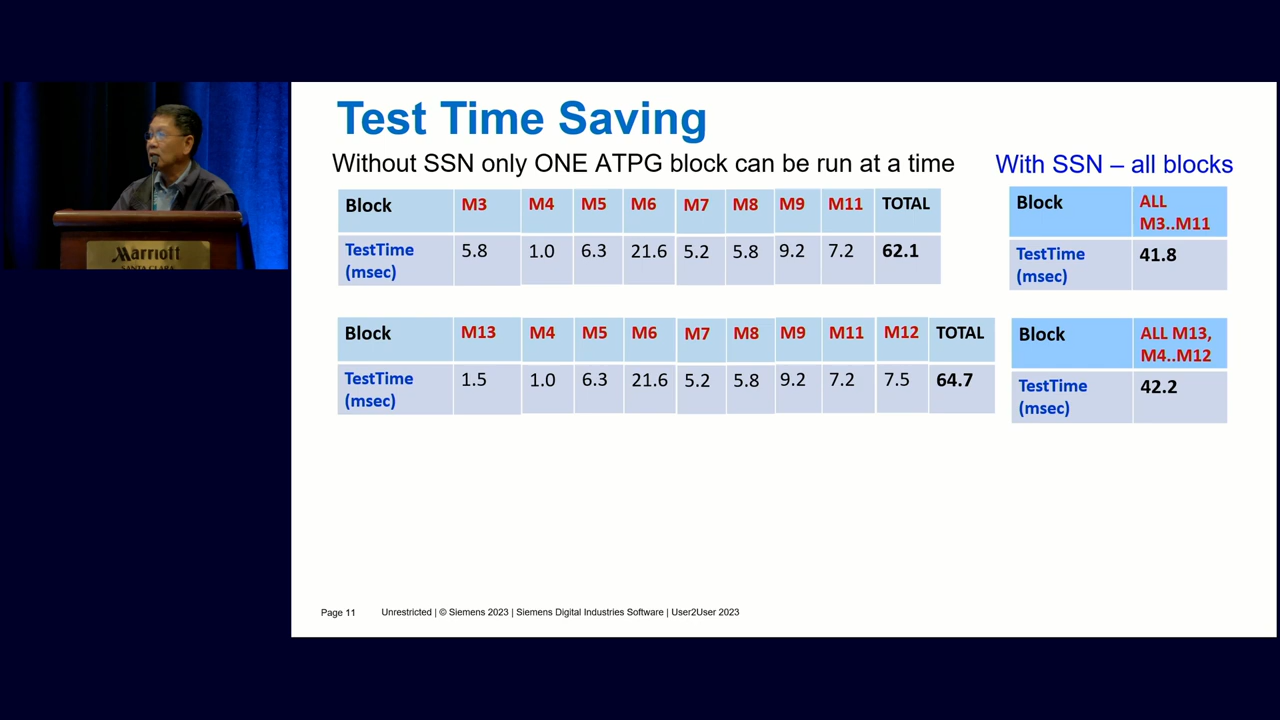 Test Time Saving
Without SSN only ONE ATPG block can be run at a time
With SSN – all blocks
Block M3 M4 M5 M6 M7 M8 M9 M11 TOTAL
TestTime (msec) 5.8 1.0 6.3 21.6 5.2 5.8 9.2 7.2 62.1
Block ALL M3..M11
TestTime (msec) 41.8
Block M13 M4 M5 M6 M7 M8 M9 M11 M12 TOTAL
TestTime (msec) 1.5 1.0 6.3 21.6 5.2 5.8 9.2 7.2 7.5 64.7
Block ALL M13, M4..M12
TestTime (msec) 42.2
Marriott
SANTA CLARA
Page 11 Unrestricted | © Siemens 2023 | Siemens Digital Industries Software | User2User 2023